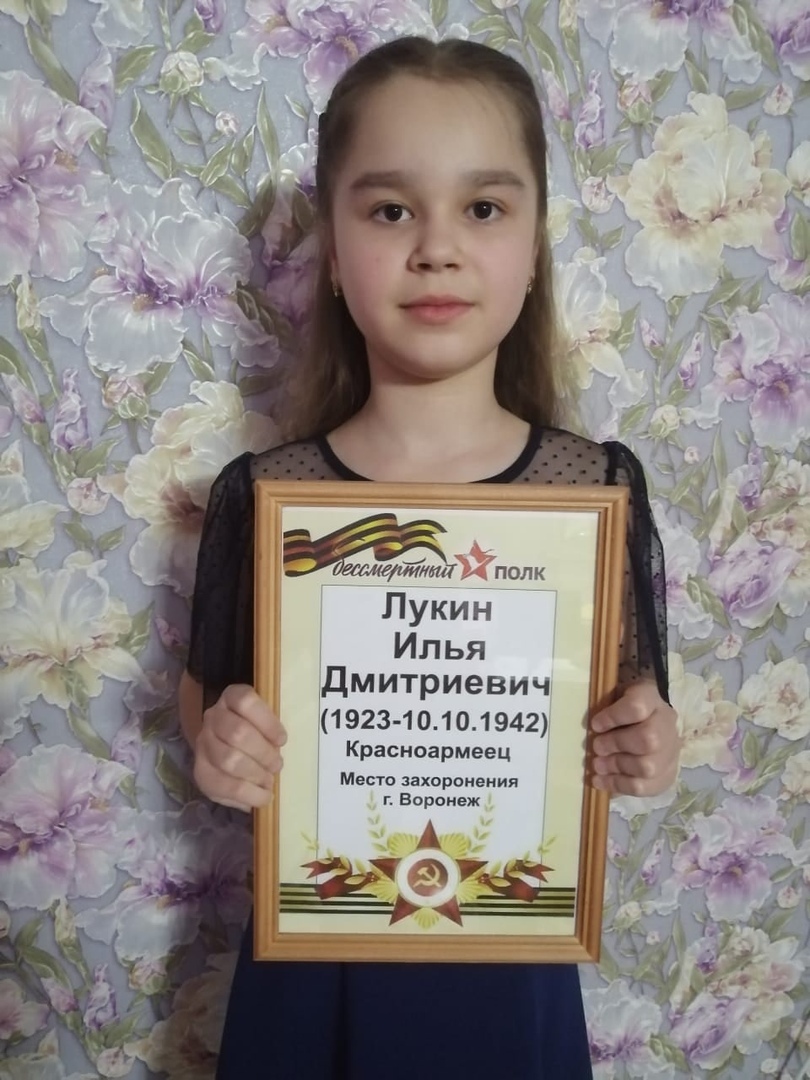 бессмертный полк
Лукин
Илья
Дмитриевич
(1923-10.10.1942)
Красноармеец
Место захоронения
г. Воронеж